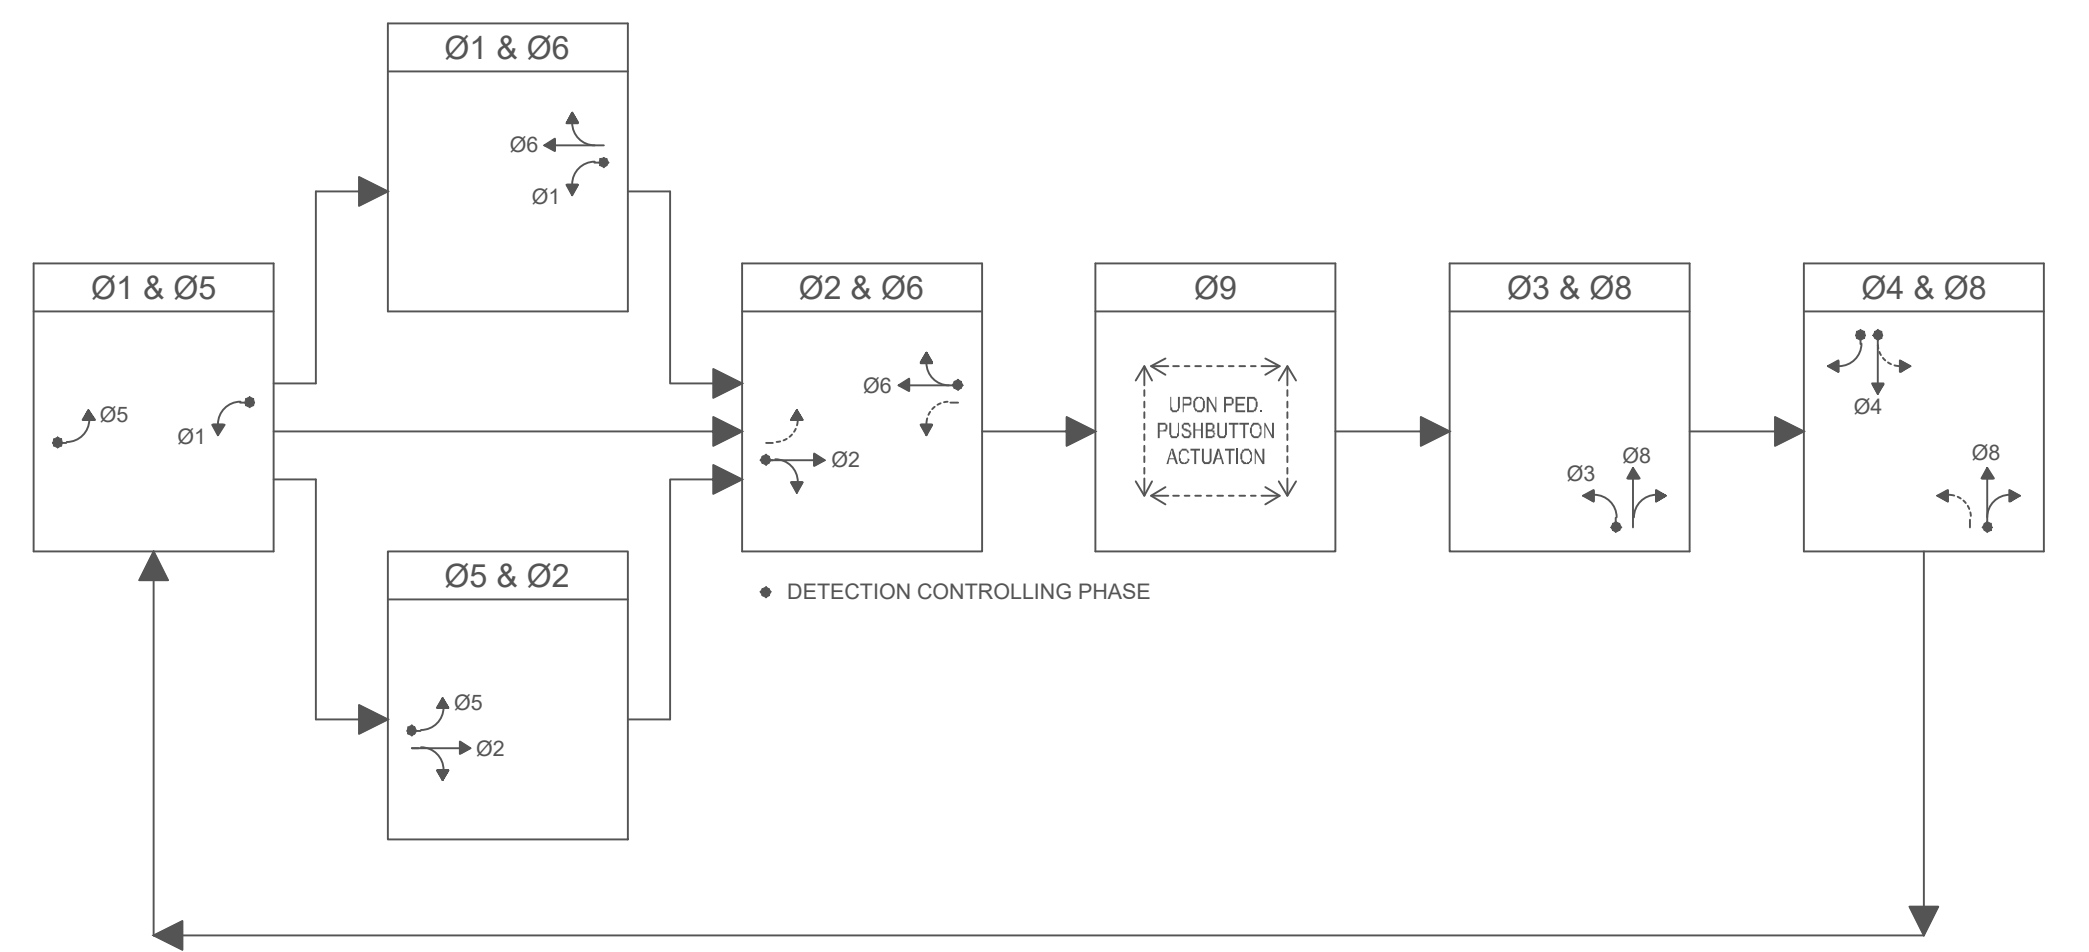 Ø1 & Ø6
Ø6
Ø1
Ø1 & Ø5
Ø5
Ø1
Ø2 & Ø6
Ø6
Ø2
Ø9
UPON PED.
PUSHBUTTON
ACTUATION
Ø3 & Ø8
Ø3
Ø8
Ø4 & Ø8
Ø4
Ø8
Ø5 & Ø2
Ø5
Ø2
DETECTION CONTROLLING PHASE